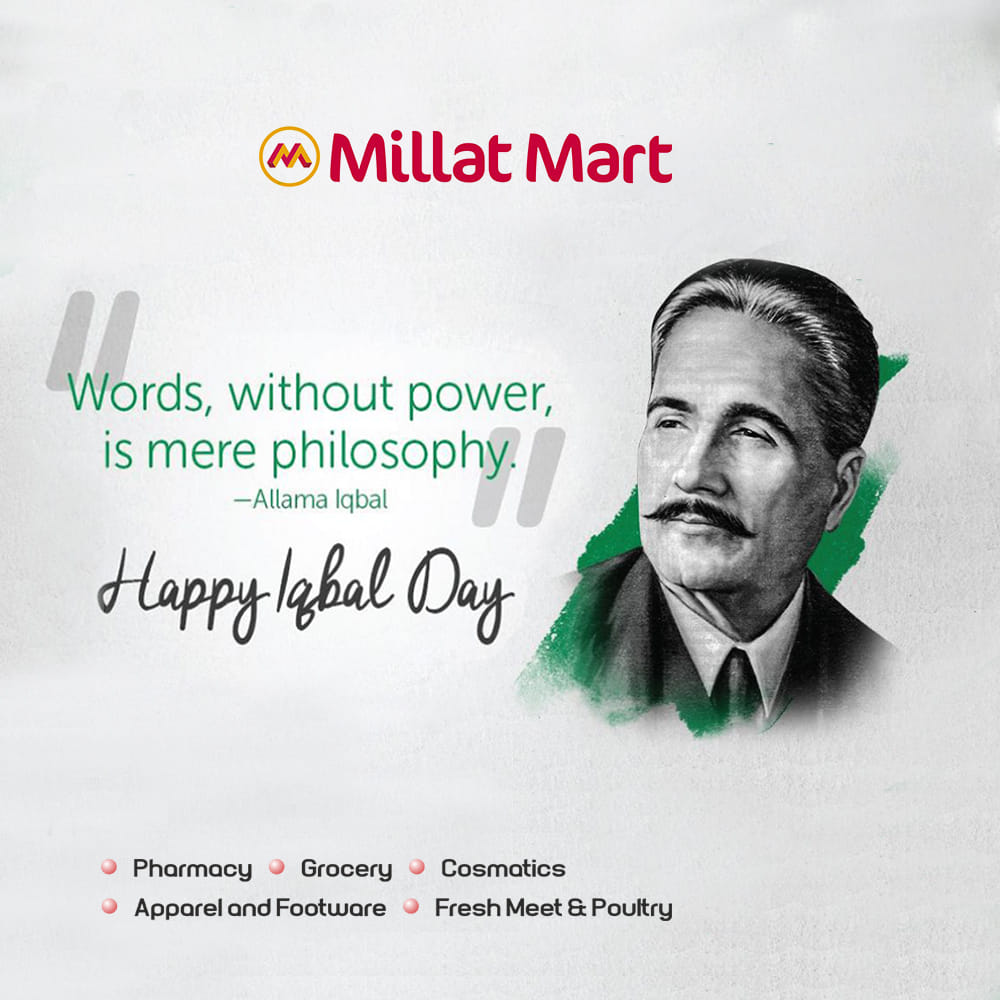 Millat Mart
"Words, without power,
is mere philosophy."
—Allama Iqbal
Happy Iqbal Day
Pharmacy Grocery Cosmatics
Apparel and Footware Fresh Meet & Poultry